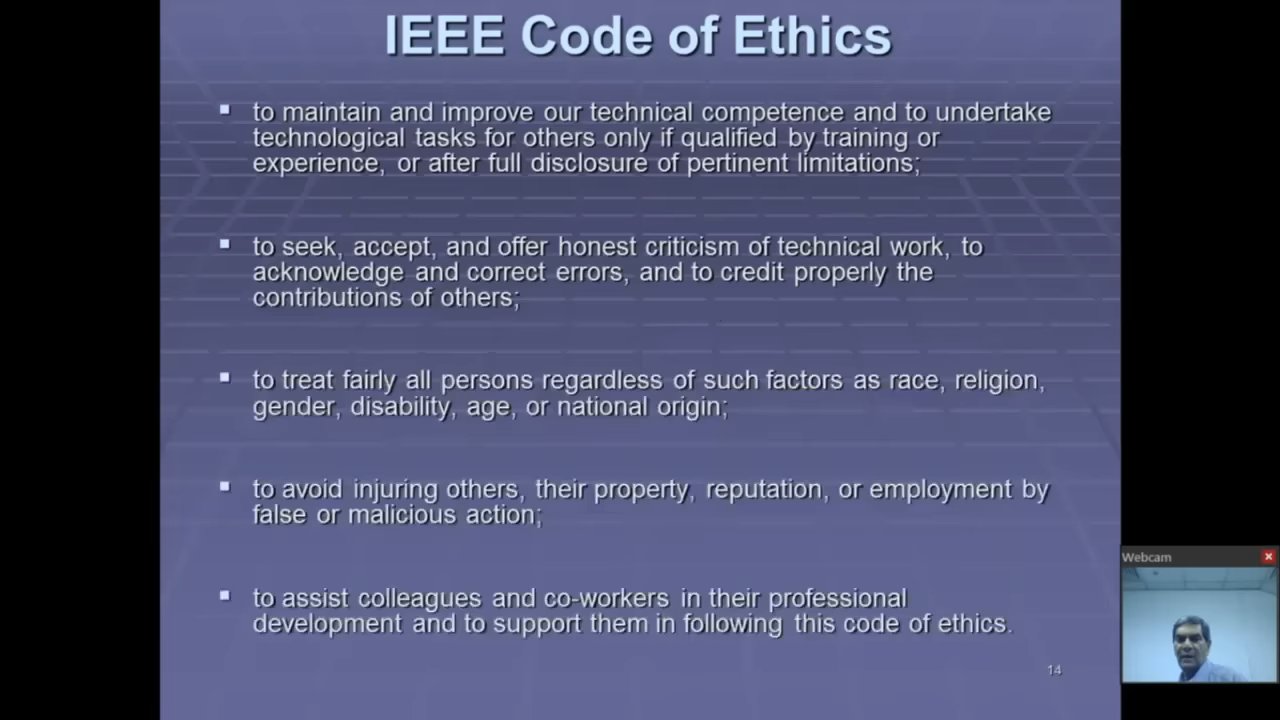 IEEE Code of Ethics
▪ to maintain and improve our technical competence and to undertake
technological tasks for others only if qualified by training or
experience, or after full disclosure of pertinent limitations;
▪ to seek, accept, and offer honest criticism of technical work, to
acknowledge and correct errors, and to credit properly the
contributions of others;
▪ to treat fairly all persons regardless of such factors as race, religion,
gender, disability, age, or national origin;
▪ to avoid injuring others, their property, reputation, or employment by
false or malicious action;
▪ to assist colleagues and co-workers in their professional
development and to support them in following this code of ethics.
14
Webcam